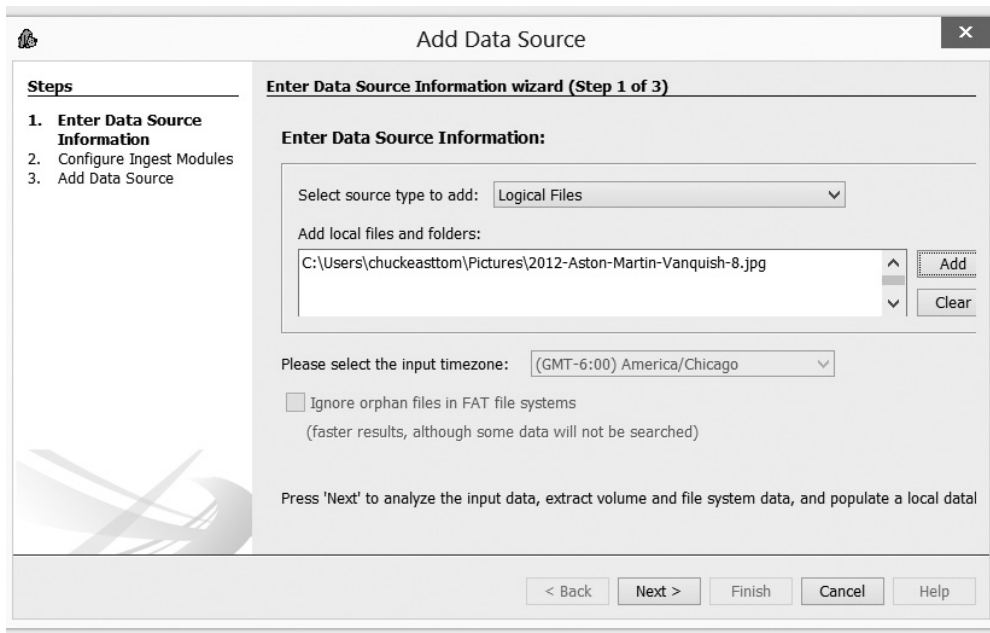 Add Data Source
Steps
1. Enter Data Source
Information
2. Configure Ingest Modules
3. Add Data Source
Enter Data Source Information wizard (Step 1 of 3)
Enter Data Source Information:
Select source type to add: Logical Files
Add local files and folders:
C:\Users\chuckeasttom\Pictures\2012-Aston-Martin-Vanquish-8.jpg
Add
Clear
Please select the input timezone: (GMT-6:00) America/Chicago
Ignore orphan files in FAT file systems
(faster results, although some data will not be searched)
Press 'Next' to analyze the input data, extract volume and file system data, and populate a local
< Back Next > Finish Cancel Help